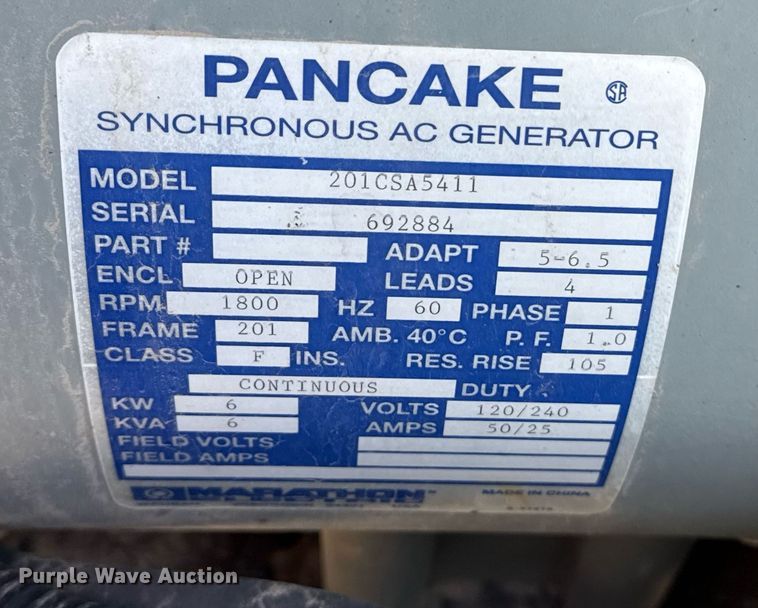 PANCAKE SA
SYNCHRONOUS AC GENERATOR
MODEL 201CSA5411
SERIAL 692884
PART # ADAPT 5-6.5
ENCL OPEN LEADS 4
RPM 1800 HZ 60 PHASE 1
FRAME 201 AMB. 40°C P. F. 1.0
CLASS F INS. RES. RISE 105
CONTINUOUS DUTY
KW 6 VOLTS 120/240
KVA 6 AMPS 50/25
FIELD VOLTS
FIELD AMPS
MARATHON™ MADE IN CHINA
Purple Wave Auction